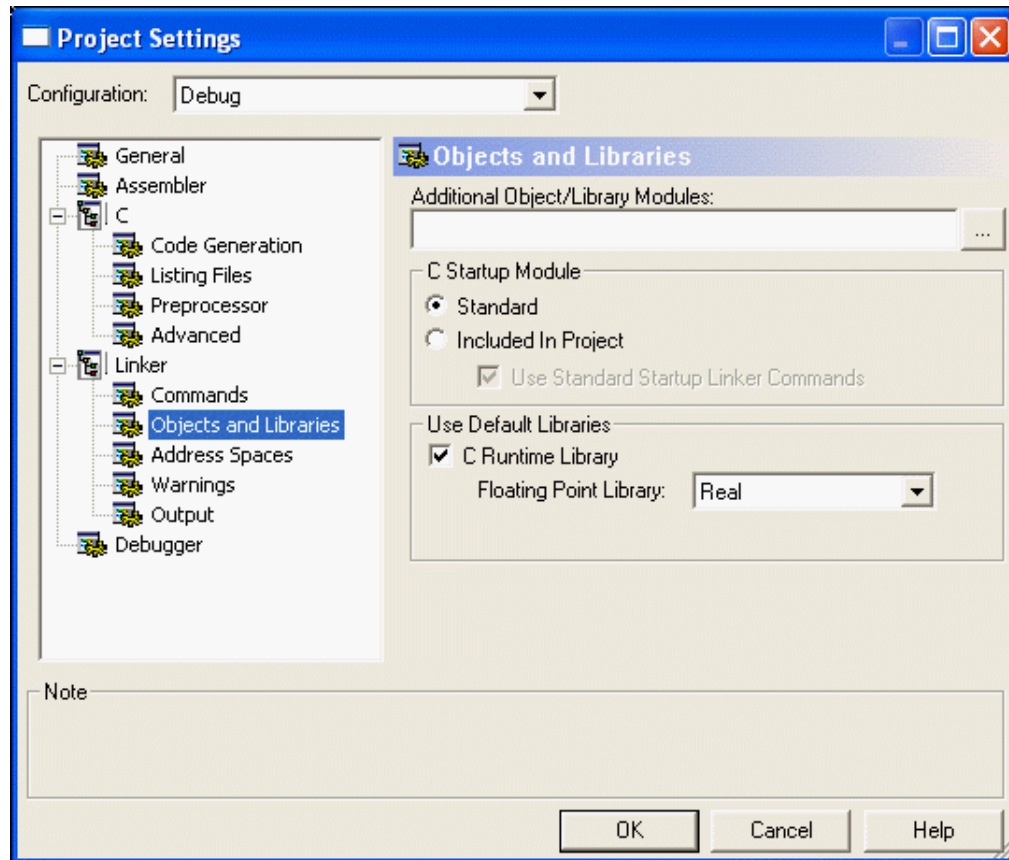 Project Settings
Configuration: Debug
General
Assembler
C
Code Generation
Listing Files
Preprocessor
Advanced
Linker
Commands
Objects and Libraries
Address Spaces
Warnings
Output
Debugger
Objects and Libraries
Additional Object/Library Modules:
...
C Startup Module
Standard
Included In Project
Use Standard Startup Linker Commands
Use Default Libraries
C Runtime Library
Floating Point Library: Real
Note
OK Cancel Help